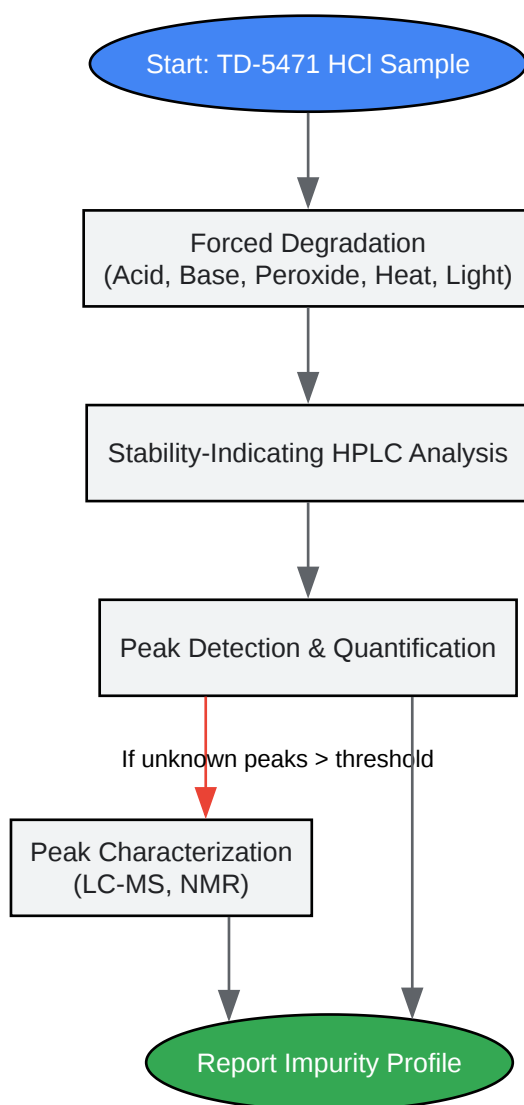 Start: TD-5471 HCl Sample
Forced Degradation
(Acid, Base, Peroxide, Heat, Light)
Stability-Indicating HPLC Analysis
Peak Detection & Quantification
If unknown peaks > threshold
Peak Characterization
(LC-MS, NMR)
Report Impurity Profile